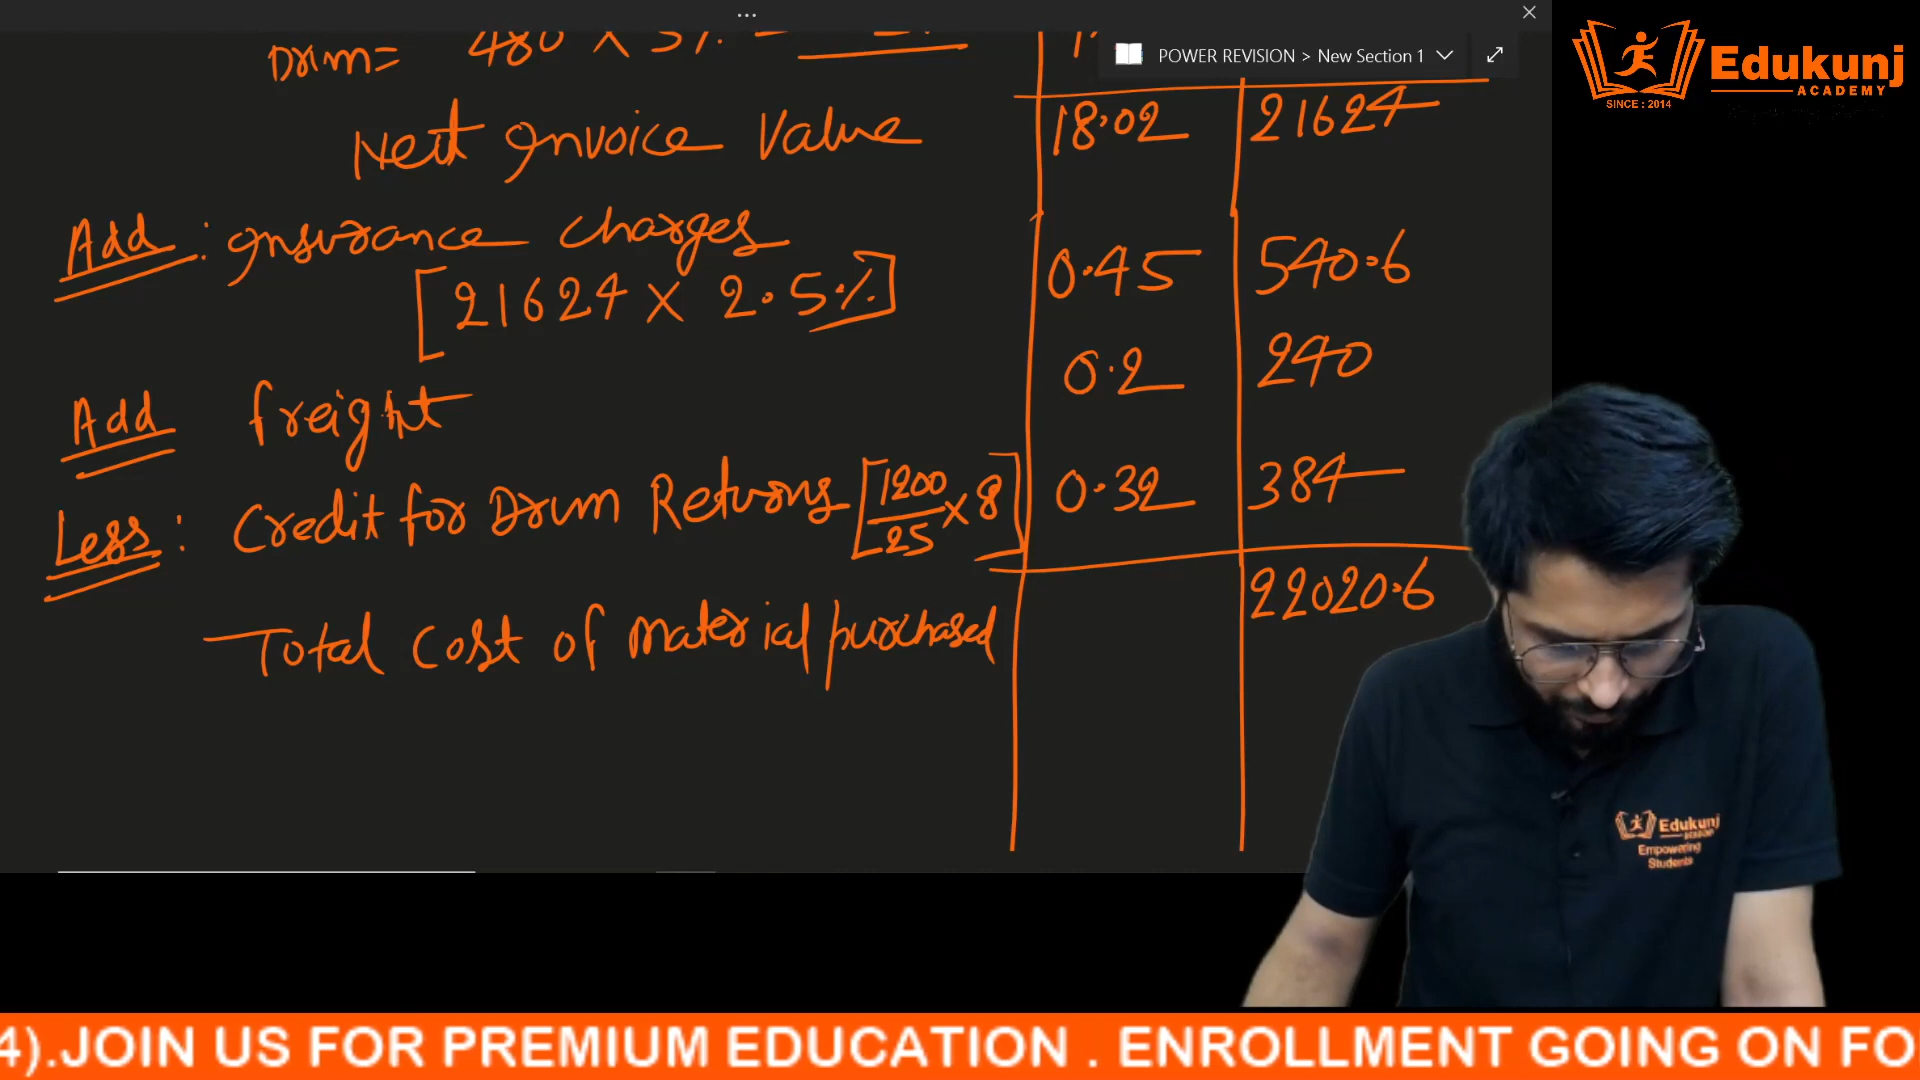 POWER REVISION > New Section 1
Edukunj
ACADEMY
SINCE : 2014
Drum= 480 × 5%
Nett Invoice Value 18.02 21624
Add : Insurance charges
[21624 × 2.5%] 0.45 540.6
Add freight 0.2 240
Less : Credit for Drum Returns [1200/25 × 8] 0.32 384
Total Cost of material purchased 22020.6
Edukunj
ACADEMY
Empowering
Students
4).JOIN US FOR PREMIUM EDUCATION . ENROLLMENT GOING ON FO